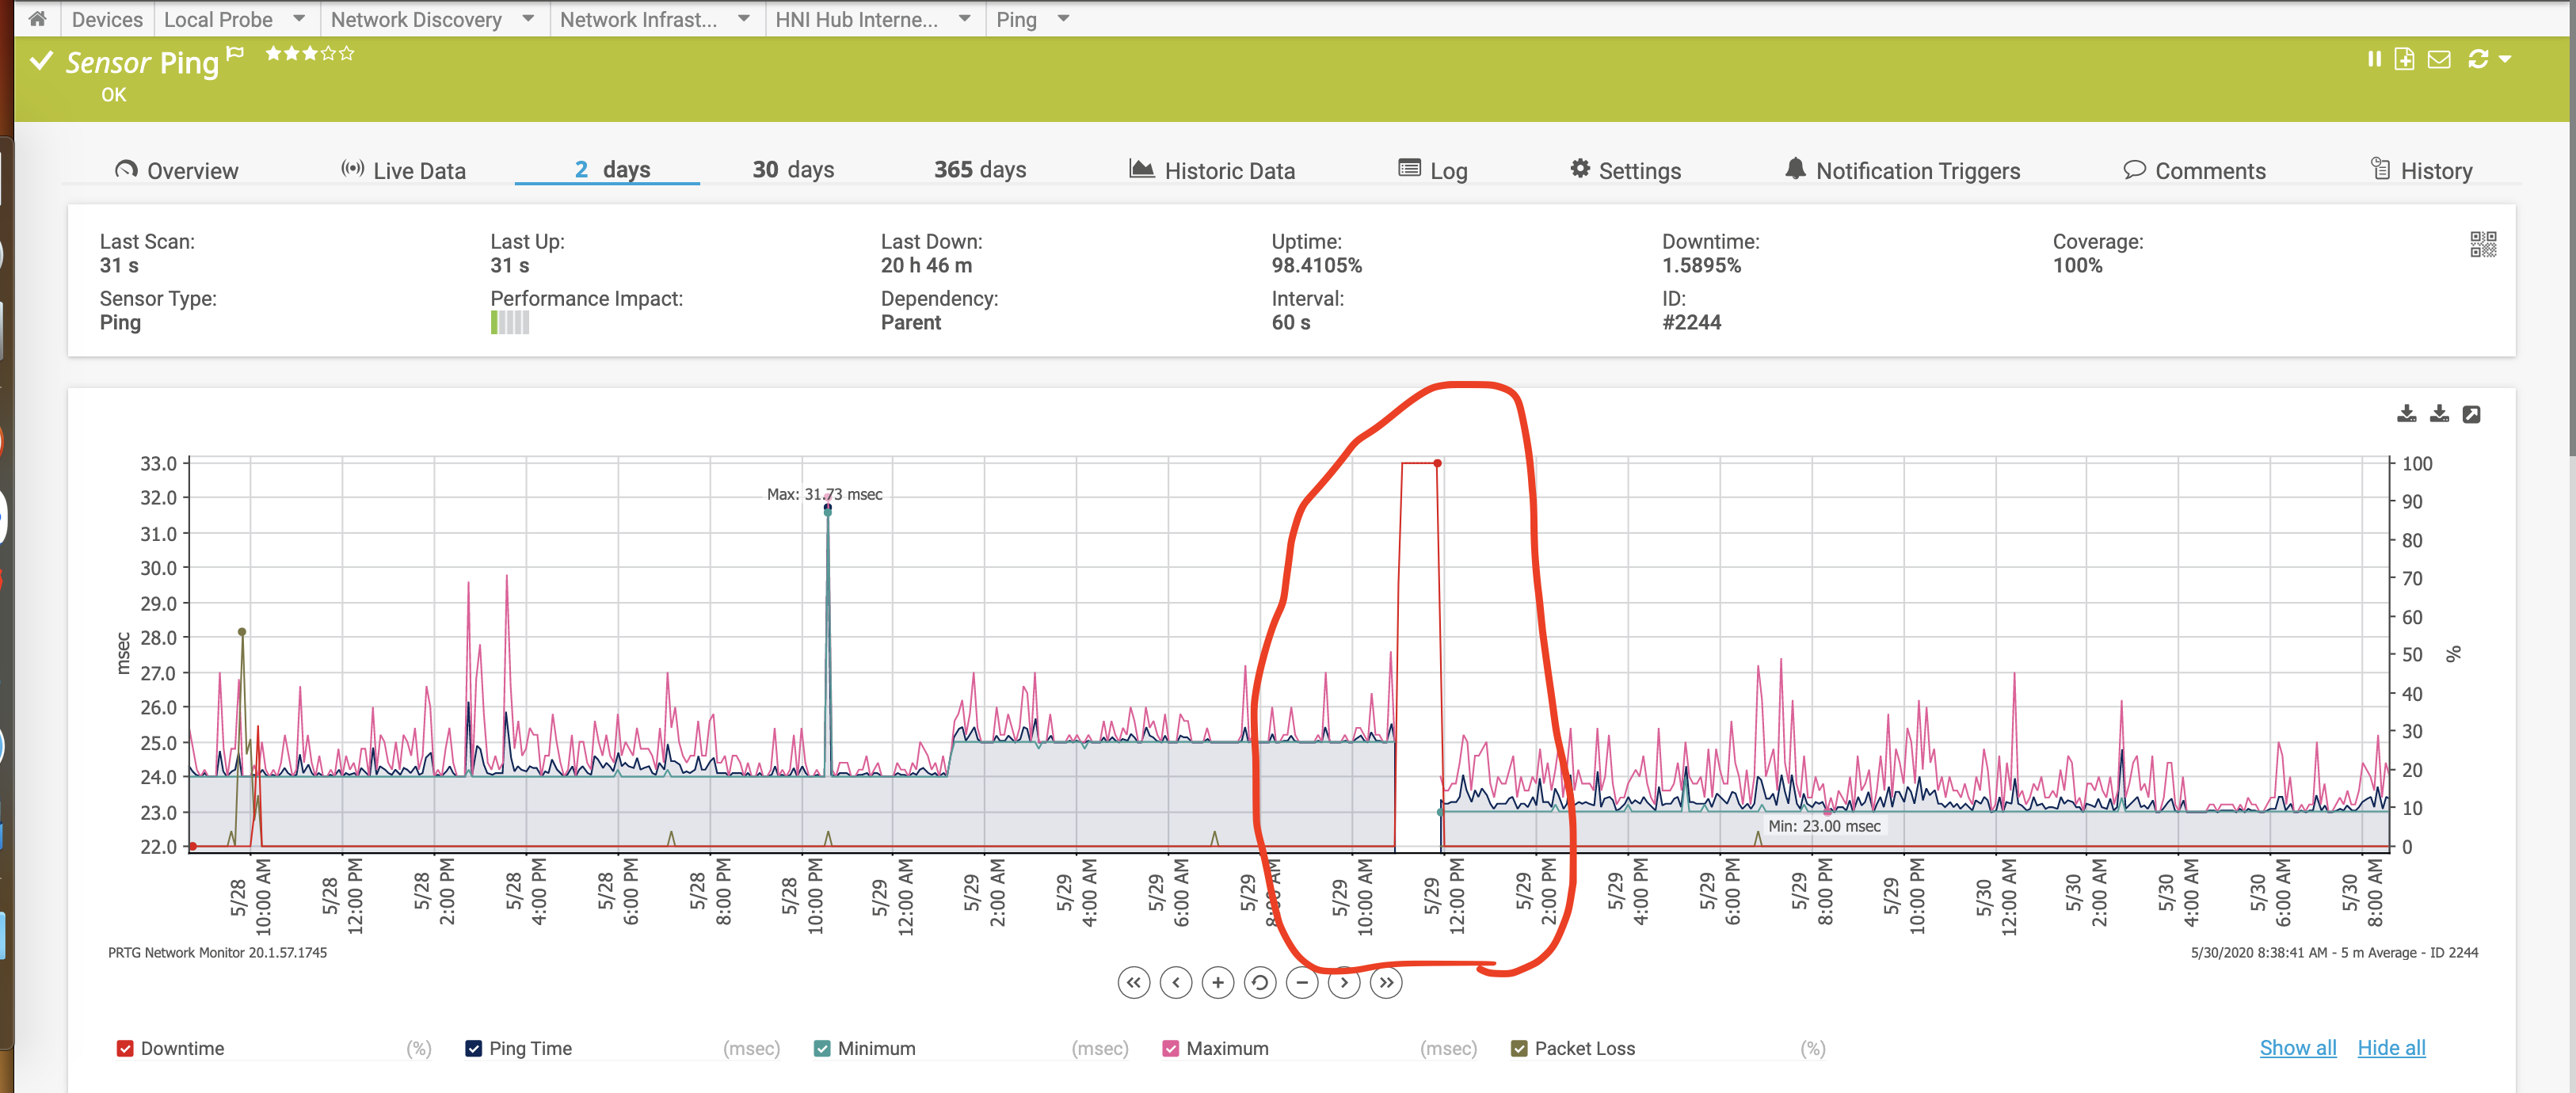 Devices Local Probe Network Discovery Network Infrast... HNI Hub Interne... Ping
Sensor Ping
OK
Overview Live Data 2 days 30 days 365 days Historic Data Log Settings Notification Triggers Comments History
Last Scan: Last Up: Last Down: Uptime: Downtime: Coverage:
31 s 31 s 20 h 46 m 98.4105% 1.5895% 100%
Sensor Type: Performance Impact: Dependency: Interval: ID:
Ping Parent 60 s #2244
33.0
32.0
31.0
30.0
29.0
28.0
27.0
26.0
25.0
24.0
23.0
22.0
msec
Max: 31.73 msec
Min: 23.00 msec
100
90
80
70
60
50
40
30
20
10
0
%
5/28 10:00 AM
5/28 12:00 PM
5/28 2:00 PM
5/28 4:00 PM
5/28 6:00 PM
5/28 8:00 PM
5/28 10:00 PM
5/29 12:00 AM
5/29 2:00 AM
5/29 4:00 AM
5/29 6:00 AM
5/29 8:00 AM
5/29 10:00 AM
5/29 12:00 PM
5/29 2:00 PM
5/29 4:00 PM
5/29 6:00 PM
5/29 8:00 PM
5/29 10:00 PM
5/30 12:00 AM
5/30 2:00 AM
5/30 4:00 AM
5/30 6:00 AM
5/30 8:00 AM
PRTG Network Monitor 20.1.57.1745 5/30/2020 8:38:41 AM - 5 m Average - ID 2244
Downtime (%) Ping Time (msec) Minimum (msec) Maximum (msec) Packet Loss (%) Show all Hide all